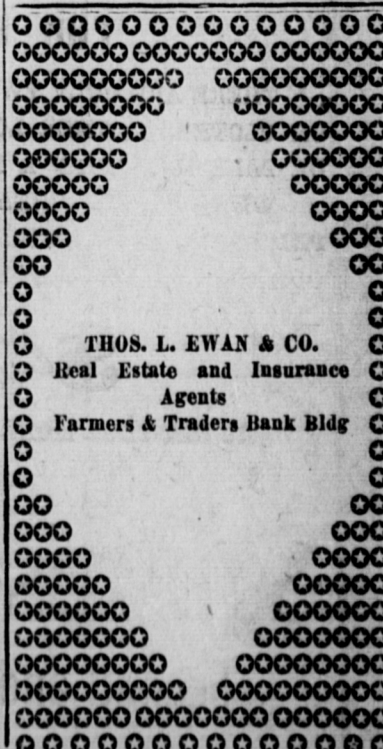 THOS. L. EWAN & CO.
Real Estate and Insurance
Agents
Farmers & Traders Bank Bldg